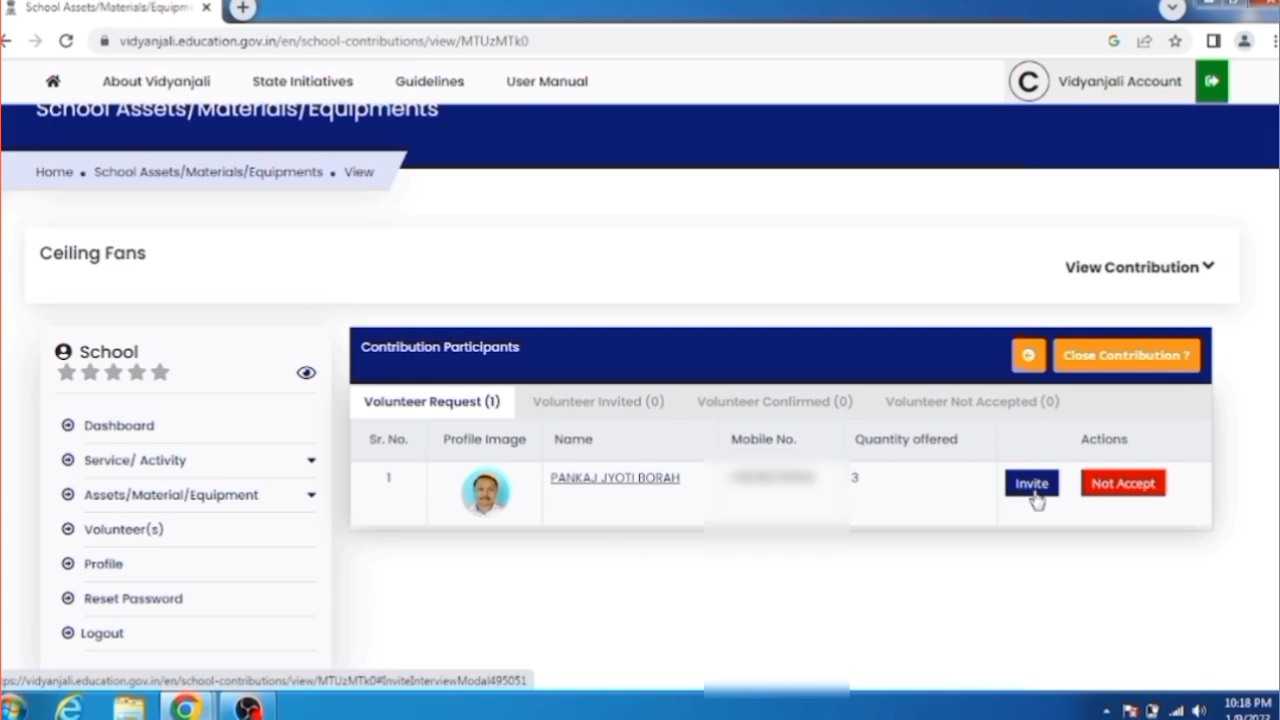 School Assets/Materials/Equipm
vidyanjali.education.gov.in/en/school-contributions/view/MTUzMTk0
About Vidyanjali State Initiatives Guidelines User Manual
C Vidyanjali Account
School Assets/Materials/Equipments
Home • School Assets/Materials/Equipments • View
Ceiling Fans
View Contribution
School
Dashboard
Service/ Activity
Assets/Material/Equipment
Volunteer(s)
Profile
Reset Password
Logout
Contribution Participants
Close Contribution ?
Volunteer Request (1) Volunteer Invited (0) Volunteer Confirmed (0) Volunteer Not Accepted (0)
Sr. No. Profile Image Name Mobile No. Quantity offered Actions
1 PANKAJ JYOTI BORAH 3 Invite Not Accept
ps://vidyanjali.education.gov.in/en/school-contributions/view/MTUzMTk0#InviteInterviewModal495051
10:18 PM